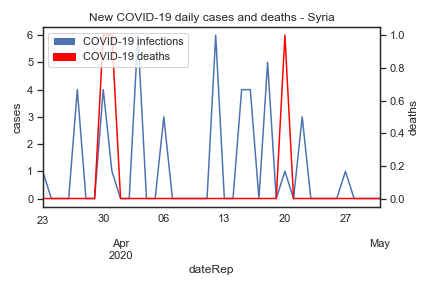 New COVID-19 daily cases and deaths - Syria
COVID-19 infections
COVID-19 deaths
cases
6
5
4
3
2
1
0
deaths
1.0
0.8
0.6
0.4
0.2
0.0
23 30 06 13 20 27
Apr May
2020
dateRep